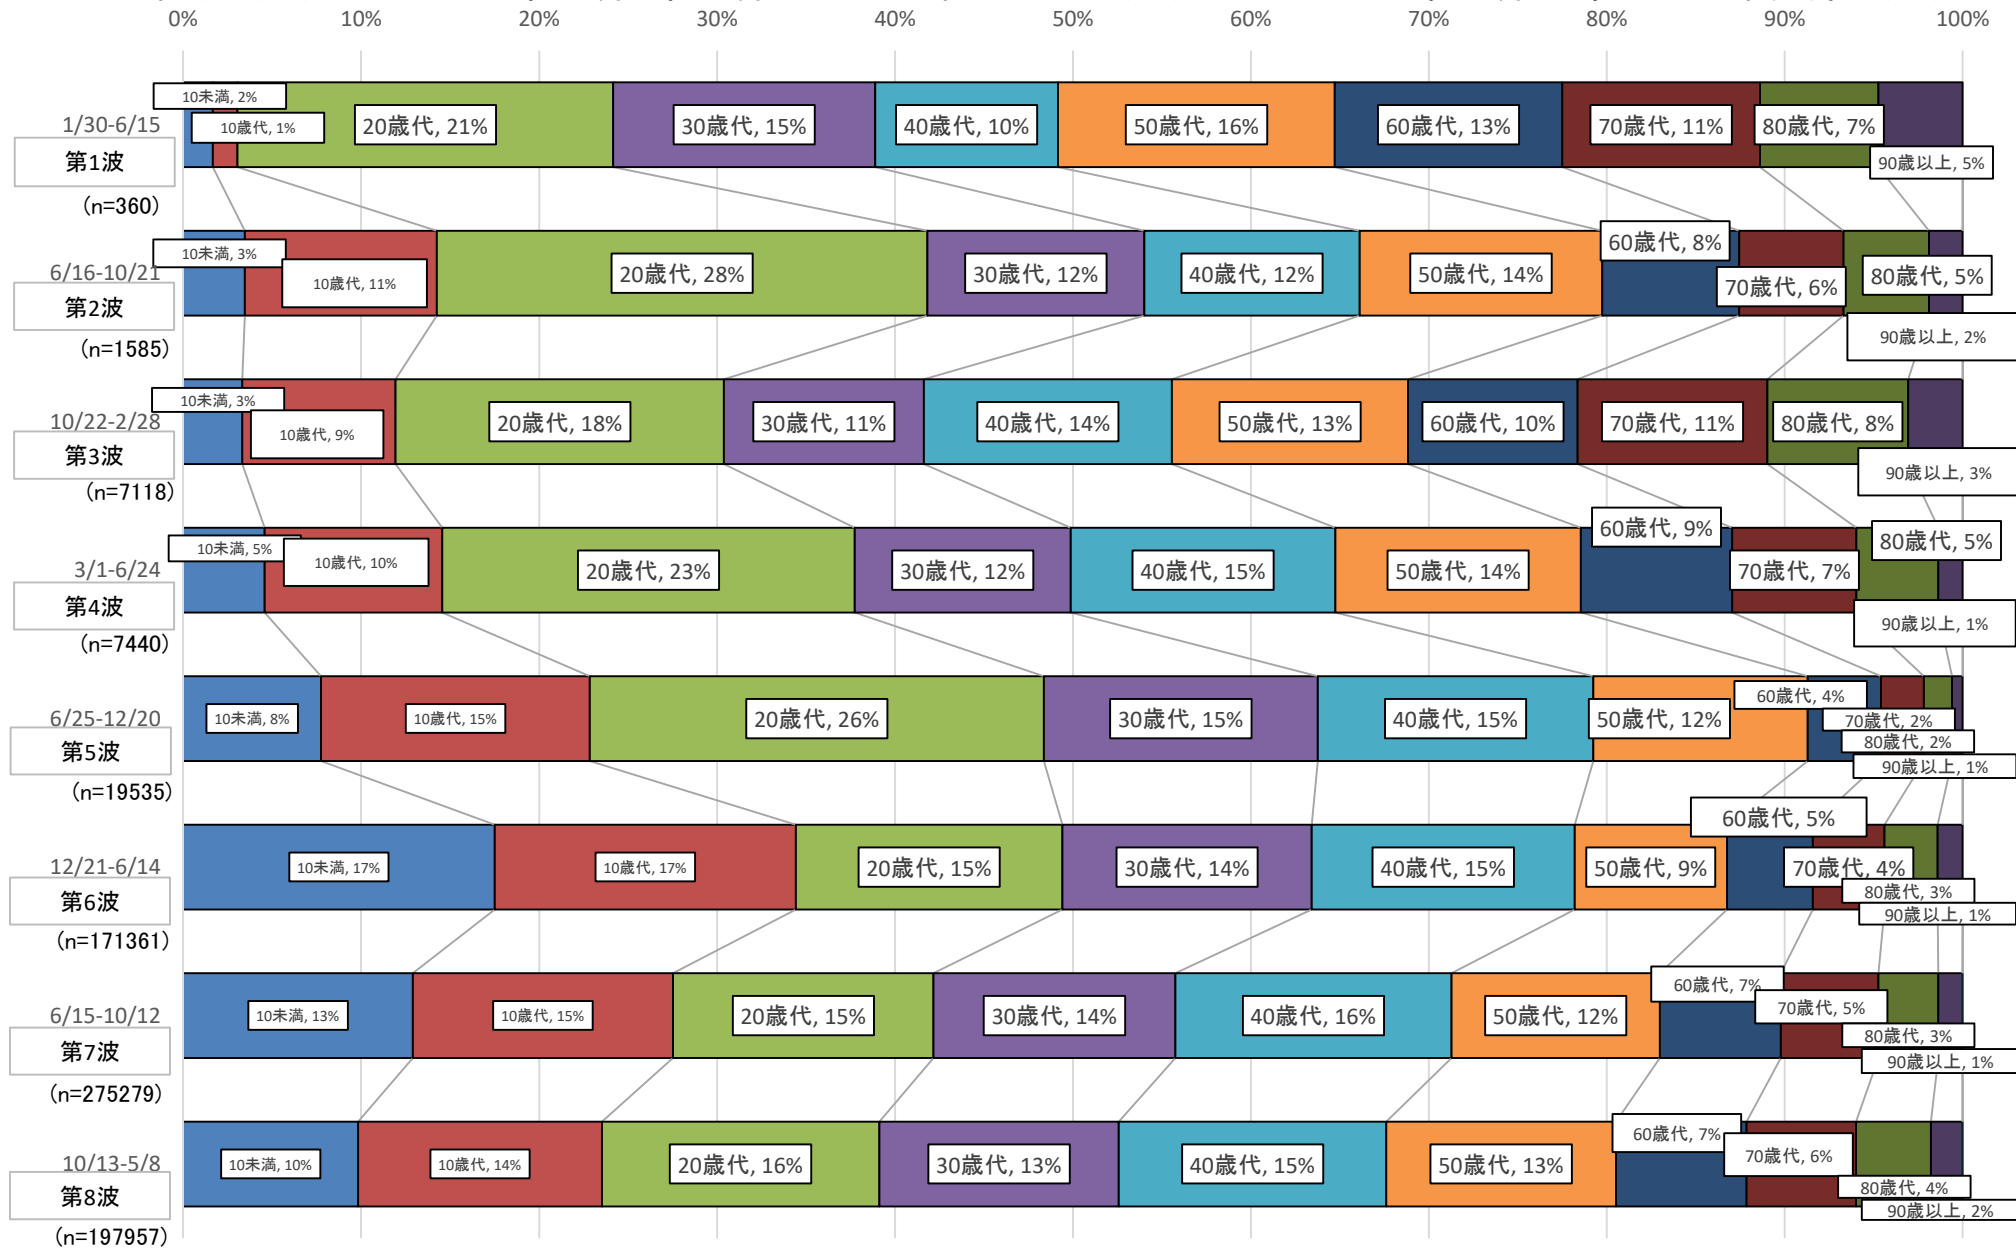 0% 10% 20% 30% 40% 50% 60% 70% 80% 90% 100%
10未満, 2%
10歳代, 1%
20歳代, 21%
30歳代, 15%
40歳代, 10%
50歳代, 16%
60歳代, 13%
70歳代, 11%
80歳代, 7%
90歳以上, 5%
1/30-6/15
第1波
(n=360)
10未満, 3%
10歳代, 11%
20歳代, 28%
30歳代, 12%
40歳代, 12%
50歳代, 14%
60歳代, 8%
70歳代, 6%
80歳代, 5%
90歳以上, 2%
6/16-10/21
第2波
(n=1585)
10未満, 3%
10歳代, 9%
20歳代, 18%
30歳代, 11%
40歳代, 14%
50歳代, 13%
60歳代, 10%
70歳代, 11%
80歳代, 8%
90歳以上, 3%
10/22-2/28
第3波
(n=7118)
10未満, 5%
10歳代, 10%
20歳代, 23%
30歳代, 12%
40歳代, 15%
50歳代, 14%
60歳代, 9%
70歳代, 7%
80歳代, 5%
90歳以上, 1%
3/1-6/24
第4波
(n=7440)
10未満, 8%
10歳代, 15%
20歳代, 26%
30歳代, 15%
40歳代, 15%
50歳代, 12%
60歳代, 4%
70歳代, 2%
80歳代, 2%
90歳以上, 1%
6/25-12/20
第5波
(n=19535)
10未満, 17%
10歳代, 17%
20歳代, 15%
30歳代, 14%
40歳代, 15%
50歳代, 9%
60歳代, 5%
70歳代, 4%
80歳代, 3%
90歳以上, 1%
12/21-6/14
第6波
(n=171361)
10未満, 13%
10歳代, 15%
20歳代, 15%
30歳代, 14%
40歳代, 16%
50歳代, 12%
60歳代, 7%
70歳代, 5%
80歳代, 3%
90歳以上, 1%
6/15-10/12
第7波
(n=275279)
10未満, 10%
10歳代, 14%
20歳代, 16%
30歳代, 13%
40歳代, 15%
50歳代, 13%
60歳代, 7%
70歳代, 6%
80歳代, 4%
90歳以上, 2%
10/13-5/8
第8波
(n=197957)